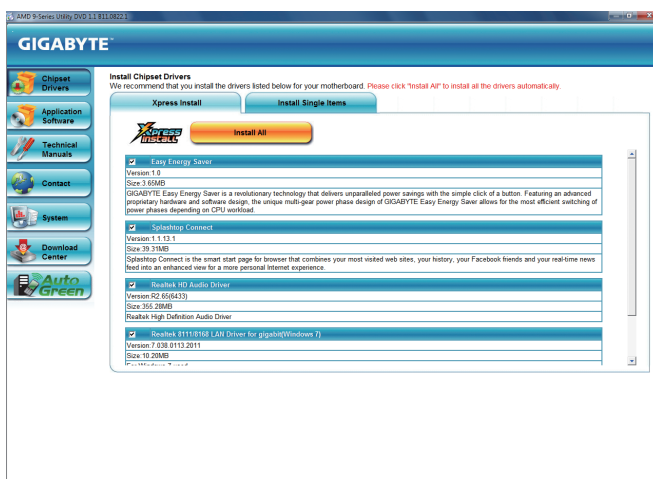 AMD 9-Series Utility DVD 1.1 B11.0822.1
GIGABYTE™
Chipset
Drivers
Application
Software
Technical
Manuals
Contact
System
Download
Center
Auto
Green
Install Chipset Drivers
We recommend that you install the drivers listed below for your motherboard. Please click "Install All" to install all the drivers automatically.
Xpress Install
Install Single Items
Xpress
Install
Install All
Easy Energy Saver
Version:1.0
Size:3.65MB
GIGABYTE Easy Energy Saver is a revolutionary technology that delivers unparalleled power savings with the simple click of a button. Featuring an advanced
proprietary hardware and software design, the unique multi-gear power phase design of GIGABYTE Easy Energy Saver allows for the most efficient switching of
power phases depending on CPU workload.
Splashtop Connect
Version:1.1.13.1
Size:39.31MB
Splashtop Connect is the smart start page for browser that combines your most visited web sites, your history, your Facebook friends and your real-time news
feed into an enhanced view for a more personal Internet experience.
Realtek HD Audio Driver
Version:R2.65(6433)
Size:355.28MB
Realtek High Definition Audio Driver
Realtek 8111/8168 LAN Driver for gigabit(Windows 7)
Version:7.038.0113.2011
Size:10.20MB
For Windows 7 used